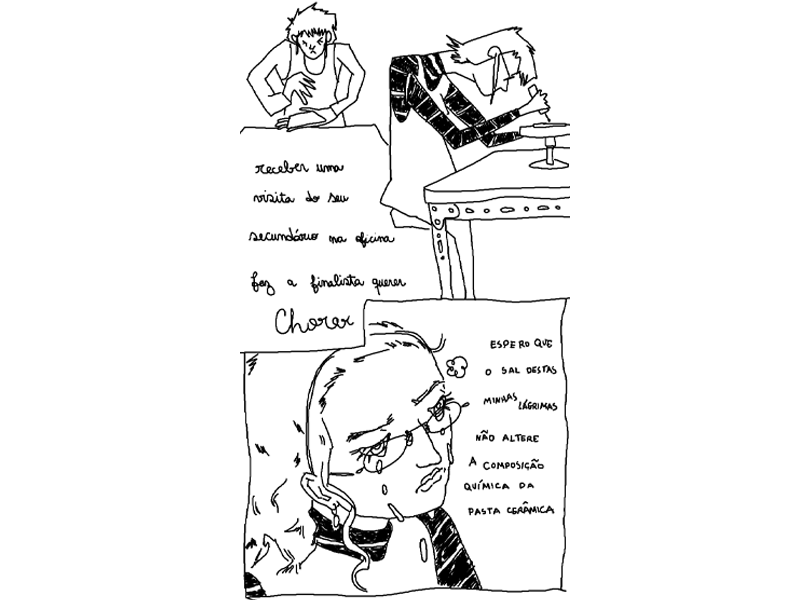 receber uma
visita do seu
secundário na oficina
faz a finalista querer
Chorar
ESPERO QUE
O SAL DESTAS
MINHAS LÁGRIMAS
NÃO ALTERE
A COMPOSIÇÃO
QUÍMICA DA
PASTA CERÂMICA